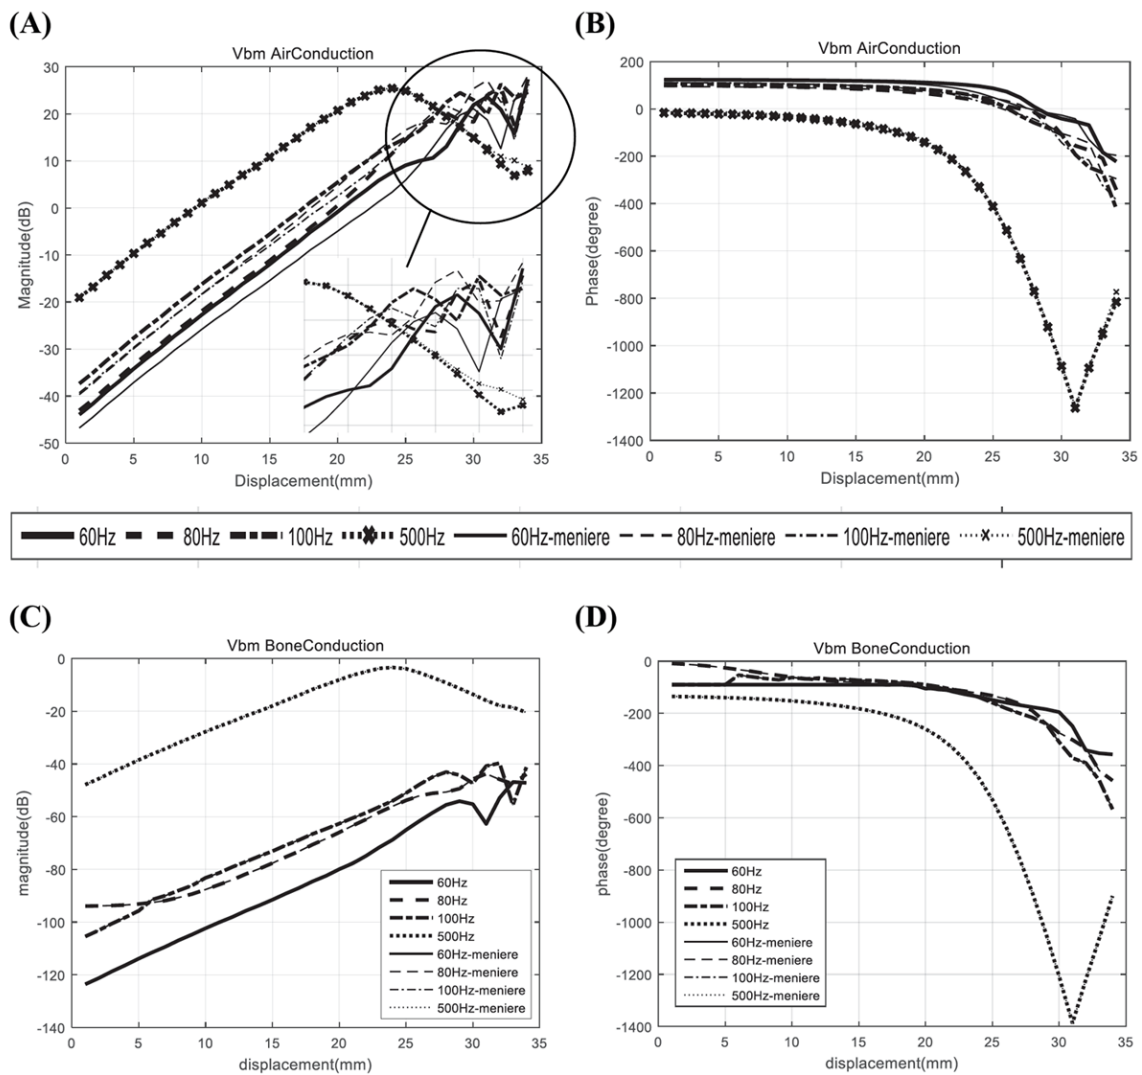 (A)
Vbm AirConduction
30
20
10
0
-10
-20
-30
-40
-50
Magnitude(dB)
0 5 10 15 20 25 30 35
Displacement(mm)
(B)
Vbm AirConduction
200
0
-200
-400
-600
-800
-1000
-1200
-1400
Phase(degree)
0 5 10 15 20 25 30 35
Displacement(mm)
60Hz 80Hz 100Hz 500Hz 60Hz-meniere 80Hz-meniere 100Hz-meniere 500Hz-meniere
(C)
Vbm BoneConduction
0
-20
-40
-60
-80
-100
-120
-140
magnitude(dB)
60Hz
80Hz
100Hz
500Hz
60Hz-meniere
80Hz-meniere
100Hz-meniere
500Hz-meniere
0 5 10 15 20 25 30 35
displacement(mm)
(D)
Vbm BoneConduction
0
-200
-400
-600
-800
-1000
-1200
-1400
phase(degree)
60Hz
80Hz
100Hz
500Hz
60Hz-meniere
80Hz-meniere
100Hz-meniere
500Hz-meniere
0 5 10 15 20 25 30 35
displacement(mm)